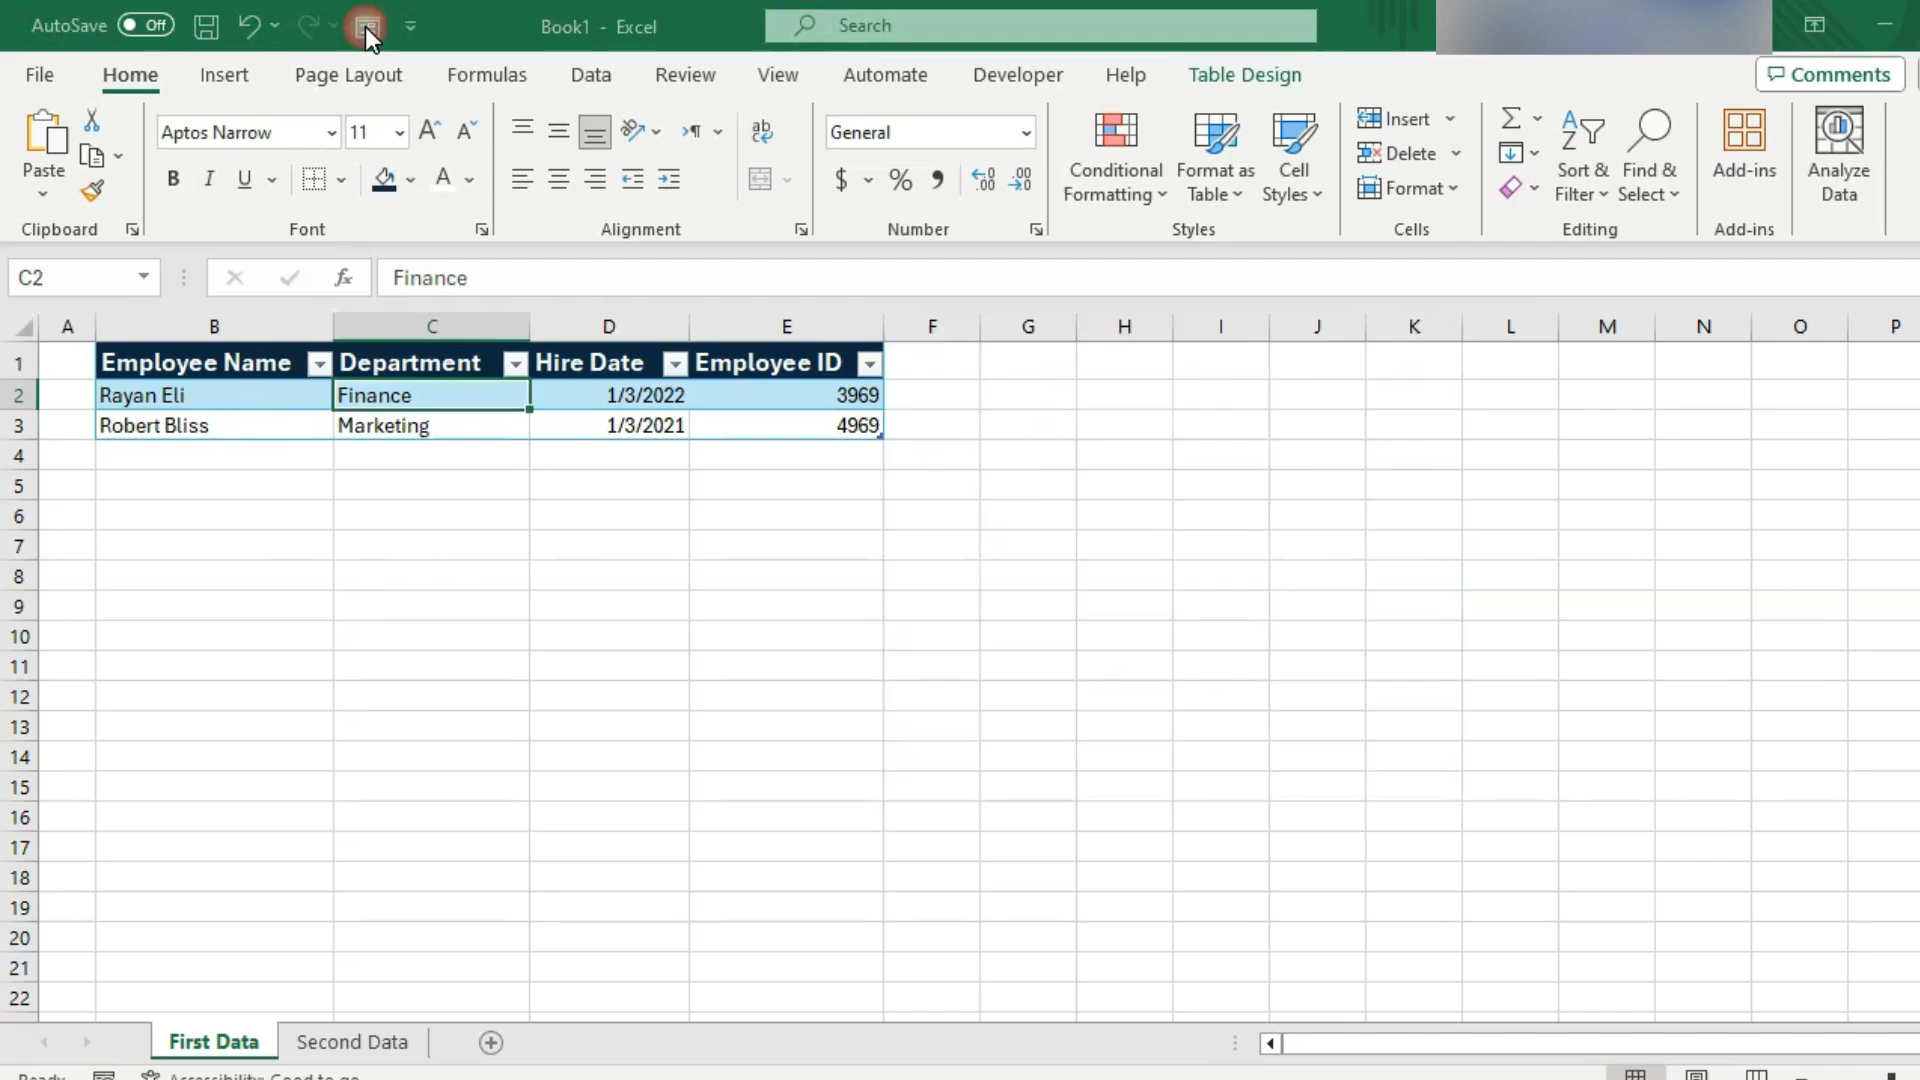 AutoSave Off Book1 - Excel Search
File Home Insert Page Layout Formulas Data Review View Automate Developer Help Table Design Comments
Paste Aptos Narrow 11 General Conditional Formatting Format as Table Cell Styles Insert Delete Format Sort & Filter Find & Select Add-ins Analyze Data
Clipboard Font Alignment Number Styles Cells Editing Add-ins
C2 fx Finance
A B C D E F G H I J K L M N O P
1 Employee Name Department Hire Date Employee ID
2 Rayan Eli Finance 1/3/2022 3969
3 Robert Bliss Marketing 1/3/2021 4969
4
5
6
7
8
9
10
11
12
13
14
15
16
17
18
19
20
21
22
First Data Second Data
Ready Accessibility: Good to go